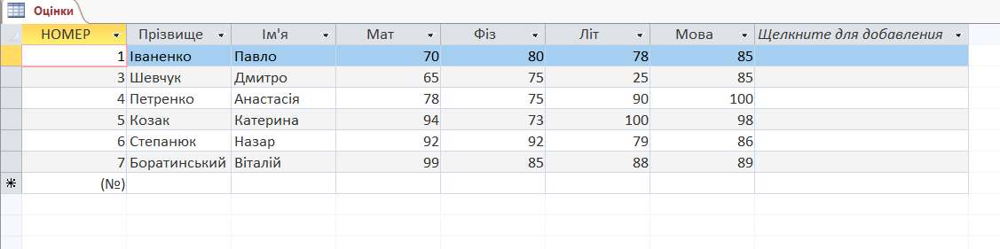 Оцінки
НОМЕР Прізвище Ім'я Мат Фіз Літ Мова Щелкните для добавления
1 Іваненко Павло 70 80 78 85
3 Шевчук Дмитро 65 75 25 85
4 Петренко Анастасія 78 75 90 100
5 Козак Катерина 94 73 100 98
6 Степанюк Назар 92 92 79 86
7 Боратинський Віталій 99 85 88 89
(№)